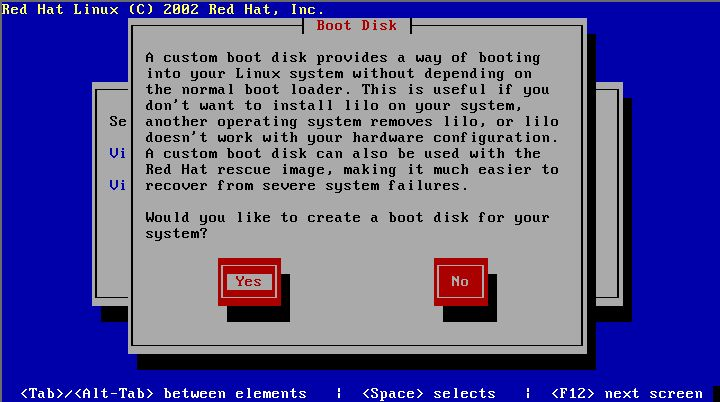 Red Hat Linux (C) 2002 Red Hat, Inc.
Boot Disk
A custom boot disk provides a way of booting
into your Linux system without depending on
the normal boot loader. This is useful if you
don't want to install lilo on your system,
another operating system removes lilo, or lilo
doesn't work with your hardware configuration.
A custom boot disk can also be used with the
Red Hat rescue image, making it much easier to
recover from severe system failures.
Would you like to create a boot disk for your
system?
Se
Vi
Vi
Yes
No
<Tab>/<Alt-Tab> between elements | <Space> selects | <F12> next screen